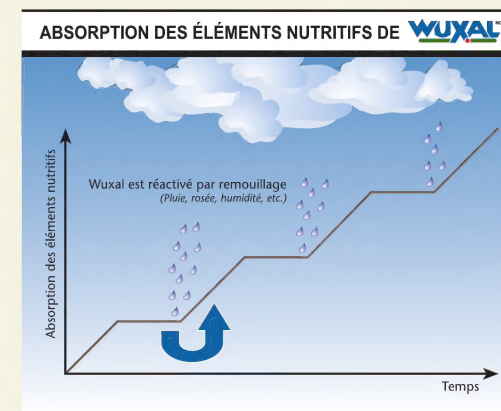 ABSORPTION DES ÉLÉMENTS NUTRITIFS DE WUXAL
Wuxal est réactivé par remouillage
(Pluie, rosée, humidité, etc.)
Absorption des éléments nutritifs
Temps